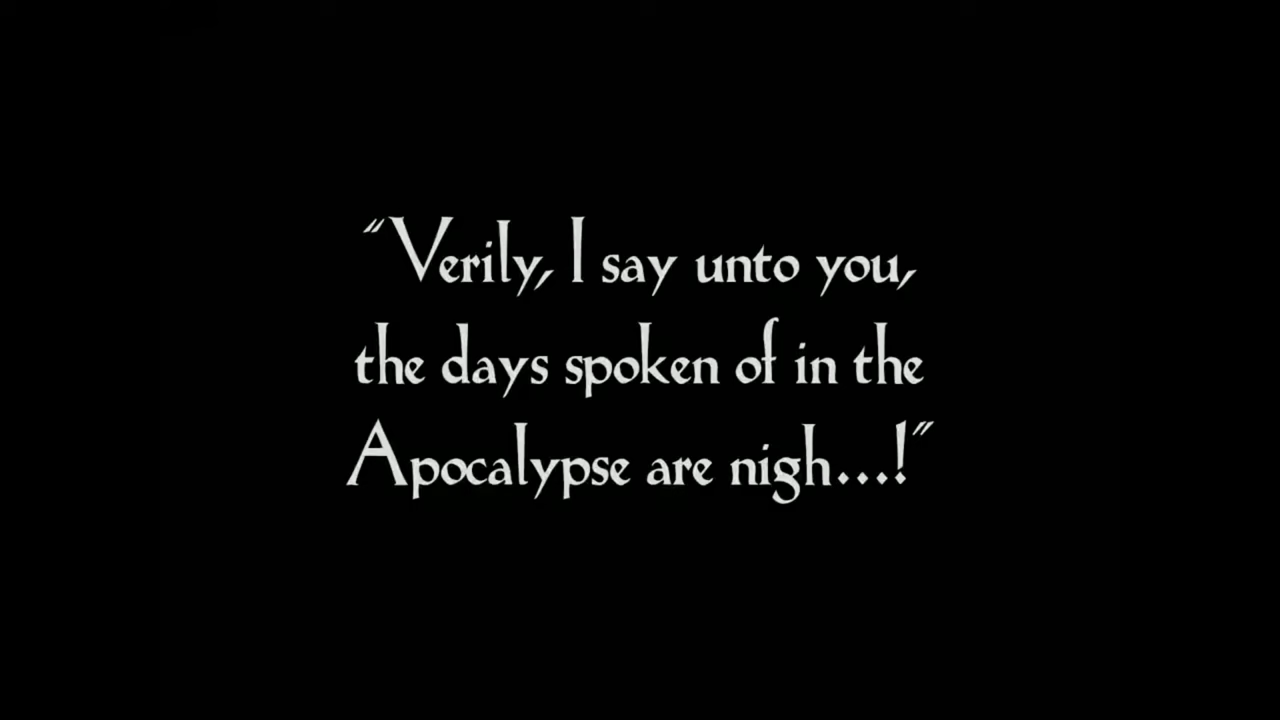 "Verily, I say unto you,
the days spoken of in the
Apocalypse are nigh...!"